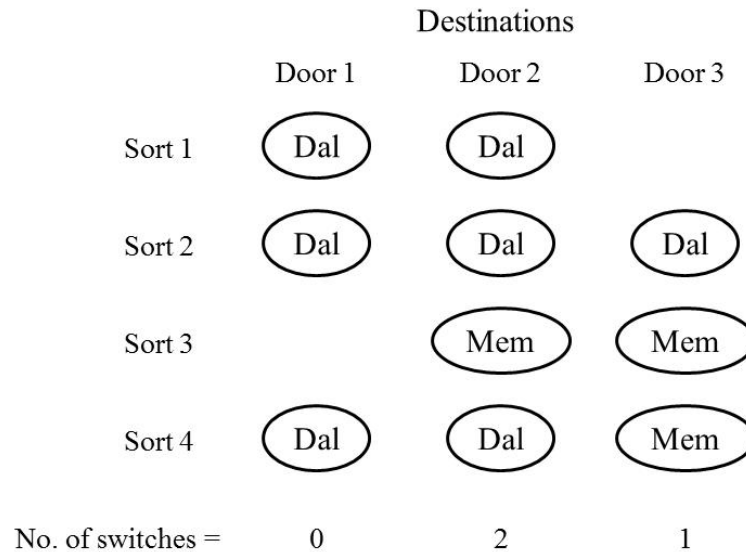 Destinations
Door 1 Door 2 Door 3
Sort 1 Dal Dal
Sort 2 Dal Dal Dal
Sort 3 Mem Mem
Sort 4 Dal Dal Mem
No. of switches = 0 2 1